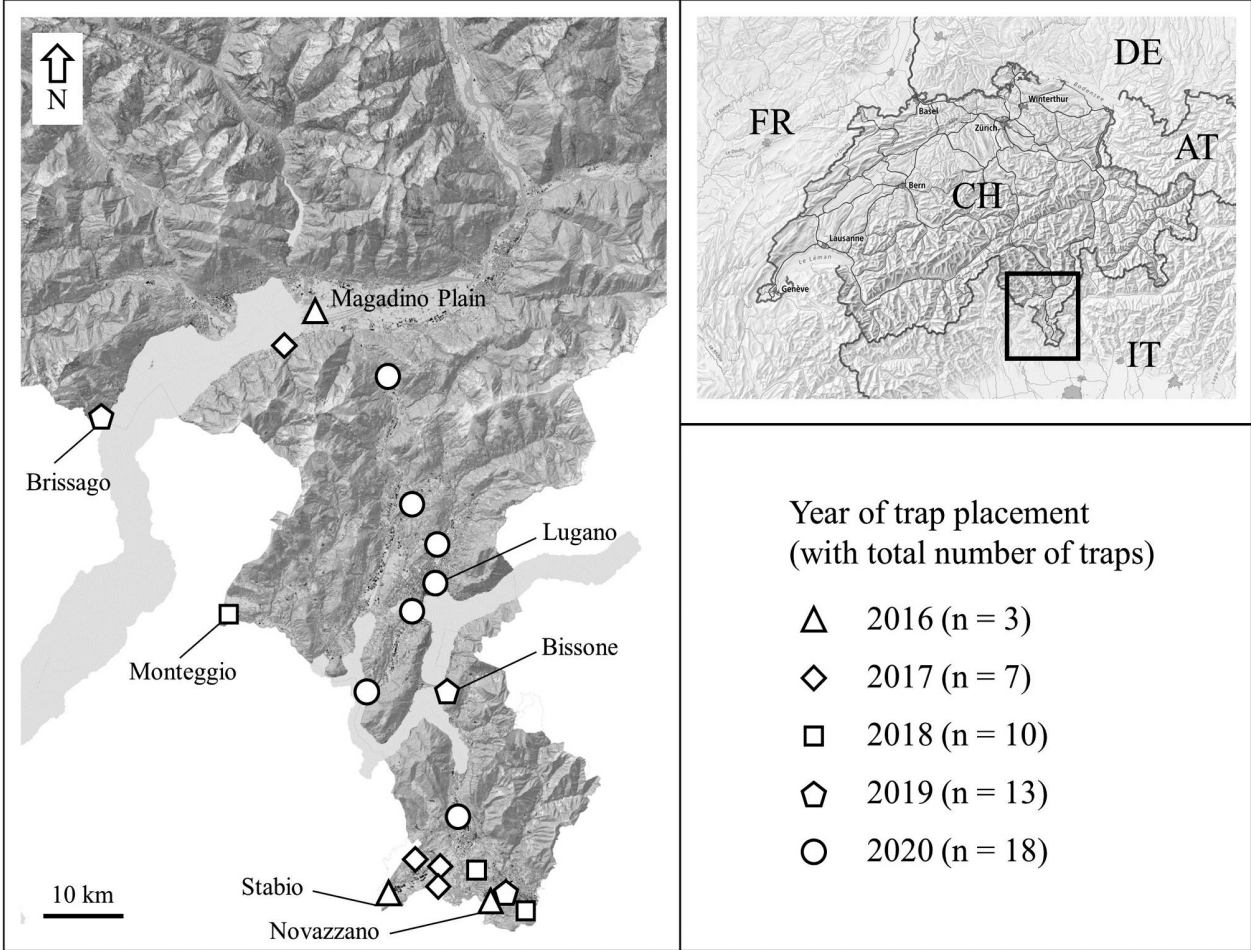 N
Magadino Plain
Brissago
Lugano
Monteggio
Bissone
Stabio
Novazzano
10 km
FR
DE
AT
CH
IT
Basel
Winterthur
Zürich
Bern
Lausanne
Le Léman
Genève
Bodensee
Year of trap placement
(with total number of traps)
2016 (n = 3)
2017 (n = 7)
2018 (n = 10)
2019 (n = 13)
2020 (n = 18)